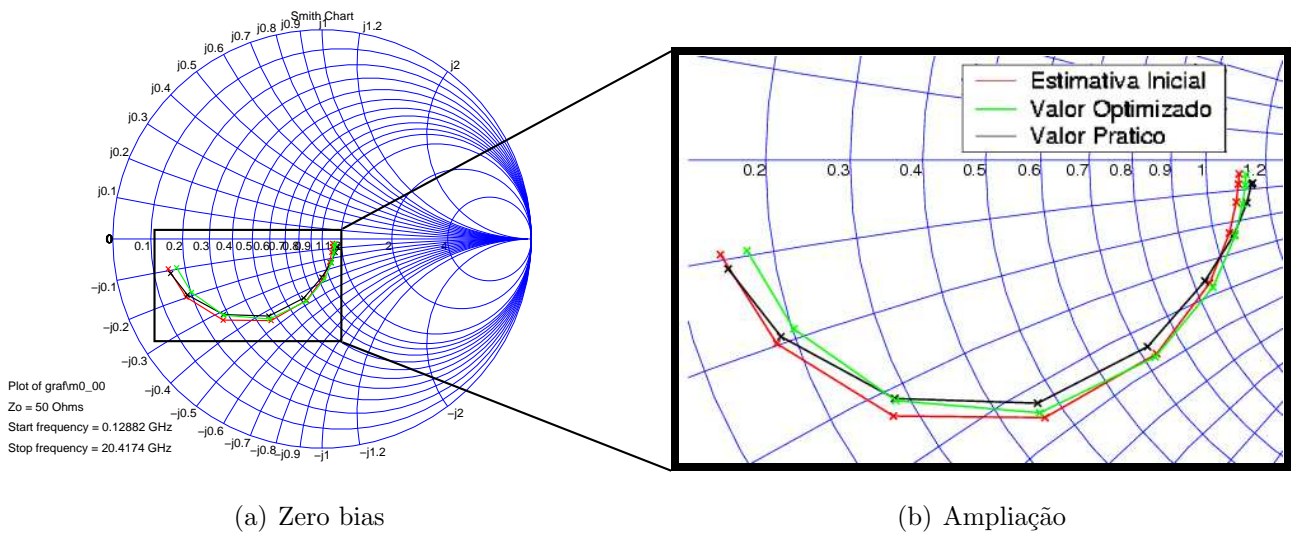 Smith Chart
j0.6
j0.7
j0.8
j0.9
j1
j1.2
j0.5
j2
j0.4
j0.3
j0.2
j0.1
0
0.1
0.2
0.3
0.4
0.5
0.6
0.7
0.8
0.9
1
1.2
2
4
−j0.1
−j0.2
−j0.3
−j0.4
−j0.5
−j0.6
−j0.7
−j0.8
−j0.9
−j1
−j1.2
−j2
Plot of graf\m0_00
Zo = 50 Ohms
Start frequency = 0.12882 GHz
Stop frequency = 20.4174 GHz
Estimativa Inicial
Valor Optimizado
Valor Pratico
0.2
0.3
0.4
0.5
0.6
0.7
0.8
0.9
1
1.2
(a) Zero bias
(b) Ampliação